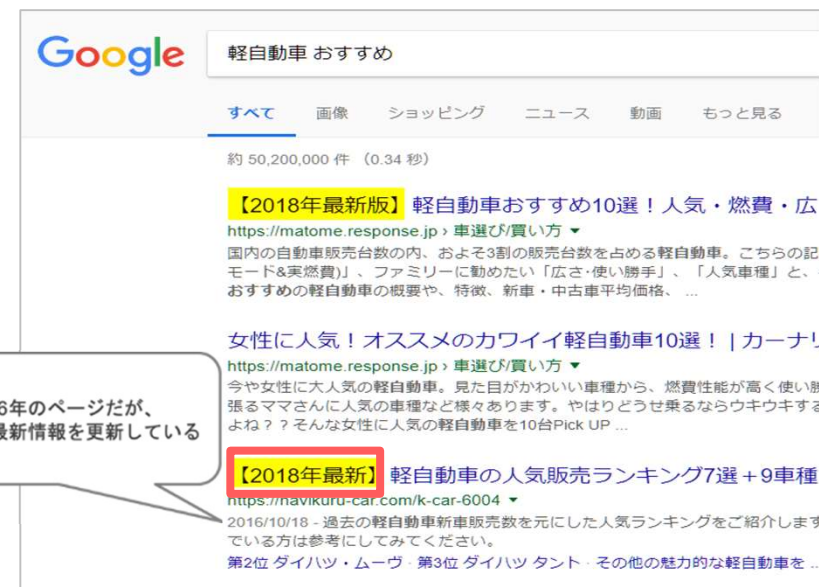 Google
軽自動車 おすすめ
すべて 画像 ショッピング ニュース 動画 もっと見る
約 50,200,000 件 （0.34 秒）
【2018年最新版】 軽自動車おすすめ10選！人気・燃費・広
https://matome.response.jp › 車選び/買い方 ▼
国内の自動車販売台数の内、およそ3割の販売台数を占める軽自動車。こちらの記
モード&実燃費)」、ファミリーに勧めたい「広さ・使い勝手」、「人気車種」と、
おすすめの軽自動車の概要や、特徴、新車・中古車平均価格、 ...
女性に人気！オススメのカワイイ軽自動車10選！ | カーナリ
https://matome.response.jp › 車選び/買い方 ▼
今や女性に大人気の軽自動車。見た目がかわいい車種から、燃費性能が高く使い勝
張るママさんに人気の車種など様々あります。やはりどうせ乗るならウキウキする
よね？？そんな女性に人気の軽自動車を10台Pick UP ...
6年のページだが、
最新情報を更新している
【2018年最新】 軽自動車の人気販売ランキング7選＋9車種
https://navikuru-car.com/k-car-6004 ▼
2016/10/18 - 過去の軽自動車新車販売数を元にした人気ランキングをご紹介します
でいる方は参考にしてみてください。
第2位 ダイハツ・ムーヴ · 第3位 ダイハツ タント · その他の魅力的な軽自動車を ...